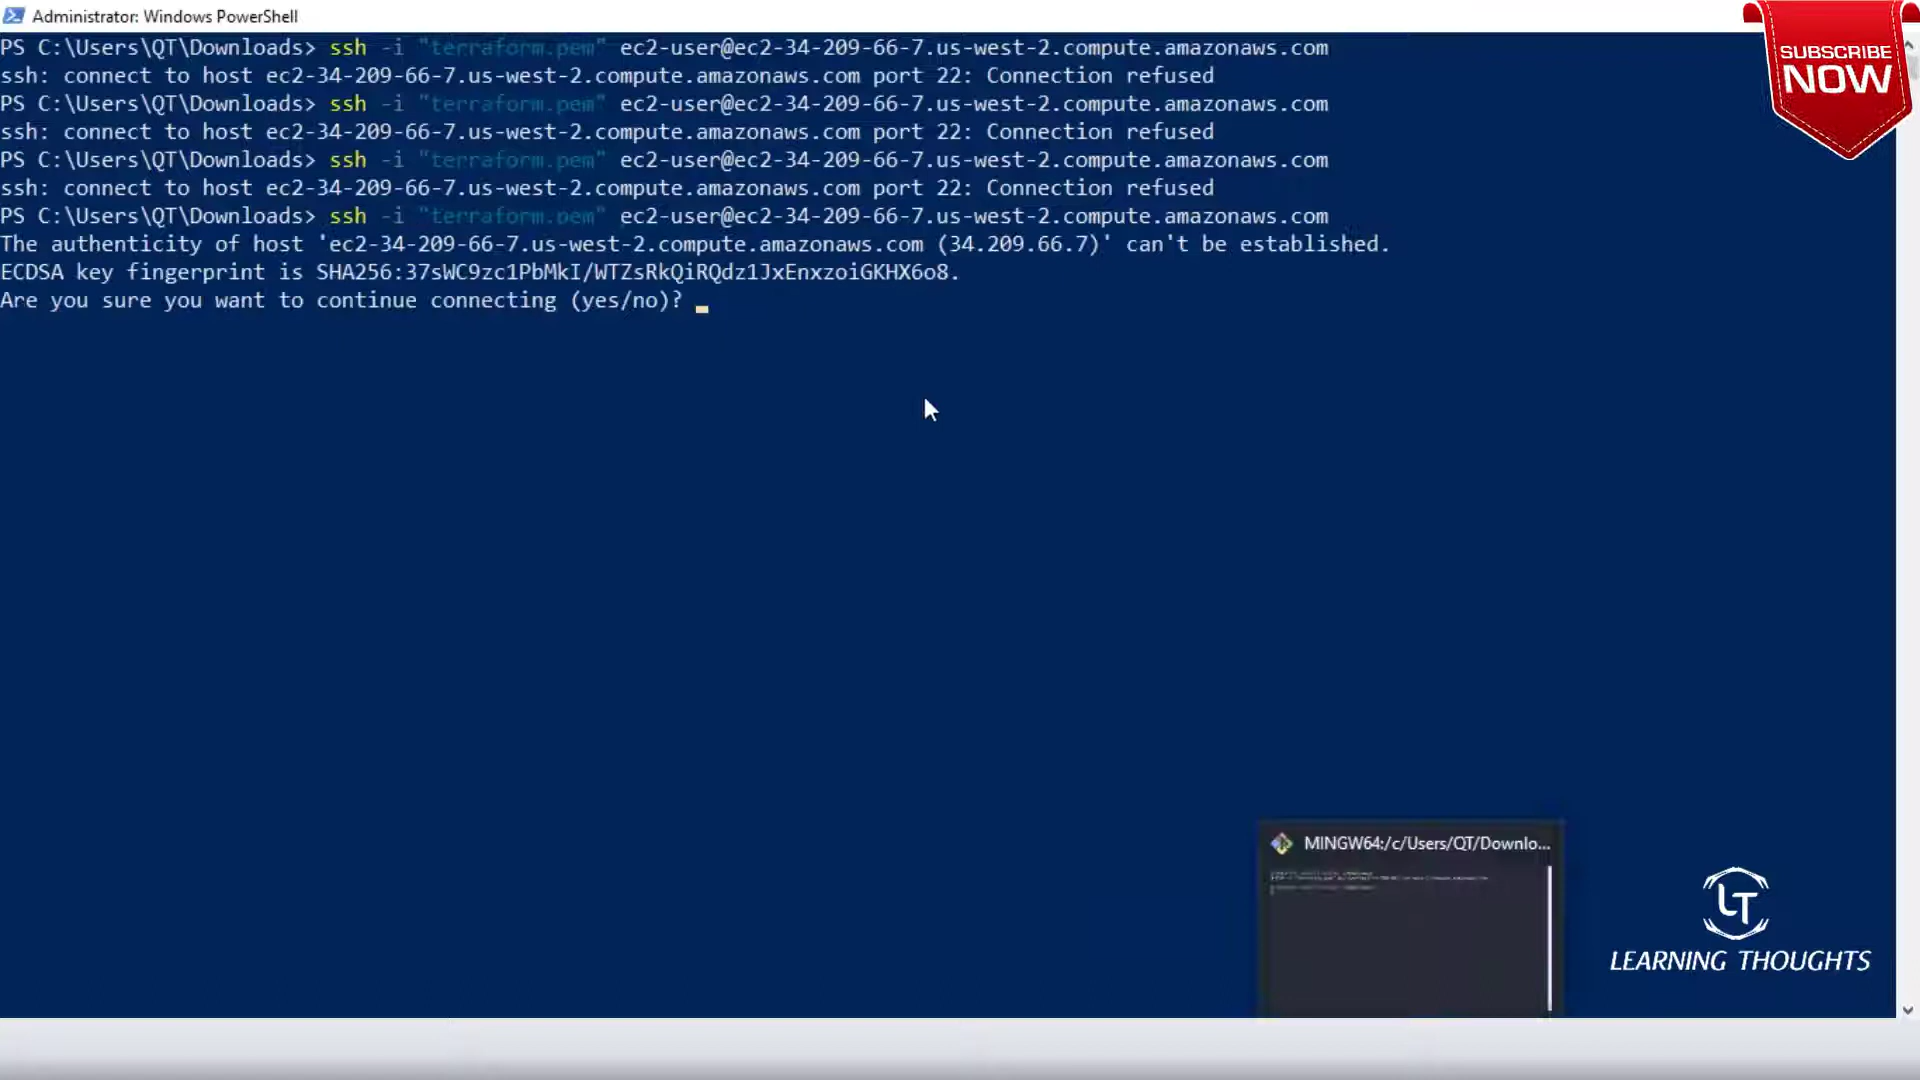 Administrator: Windows PowerShell
PS C:\Users\QT\Downloads> ssh -i "terraform.pem" ec2-user@ec2-34-209-66-7.us-west-2.compute.amazonaws.com
ssh: connect to host ec2-34-209-66-7.us-west-2.compute.amazonaws.com port 22: Connection refused
PS C:\Users\QT\Downloads> ssh -i "terraform.pem" ec2-user@ec2-34-209-66-7.us-west-2.compute.amazonaws.com
ssh: connect to host ec2-34-209-66-7.us-west-2.compute.amazonaws.com port 22: Connection refused
PS C:\Users\QT\Downloads> ssh -i "terraform.pem" ec2-user@ec2-34-209-66-7.us-west-2.compute.amazonaws.com
ssh: connect to host ec2-34-209-66-7.us-west-2.compute.amazonaws.com port 22: Connection refused
PS C:\Users\QT\Downloads> ssh -i "terraform.pem" ec2-user@ec2-34-209-66-7.us-west-2.compute.amazonaws.com
The authenticity of host 'ec2-34-209-66-7.us-west-2.compute.amazonaws.com (34.209.66.7)' can't be established.
ECDSA key fingerprint is SHA256:37sWC9zc1PbMkI/WTZsRkQiRQdz1JxEnxzoiGKHX6o8.
Are you sure you want to continue connecting (yes/no)?
SUBSCRIBE
NOW
MINGW64:/c/Users/QT/Downlo...
LT
LEARNING THOUGHTS